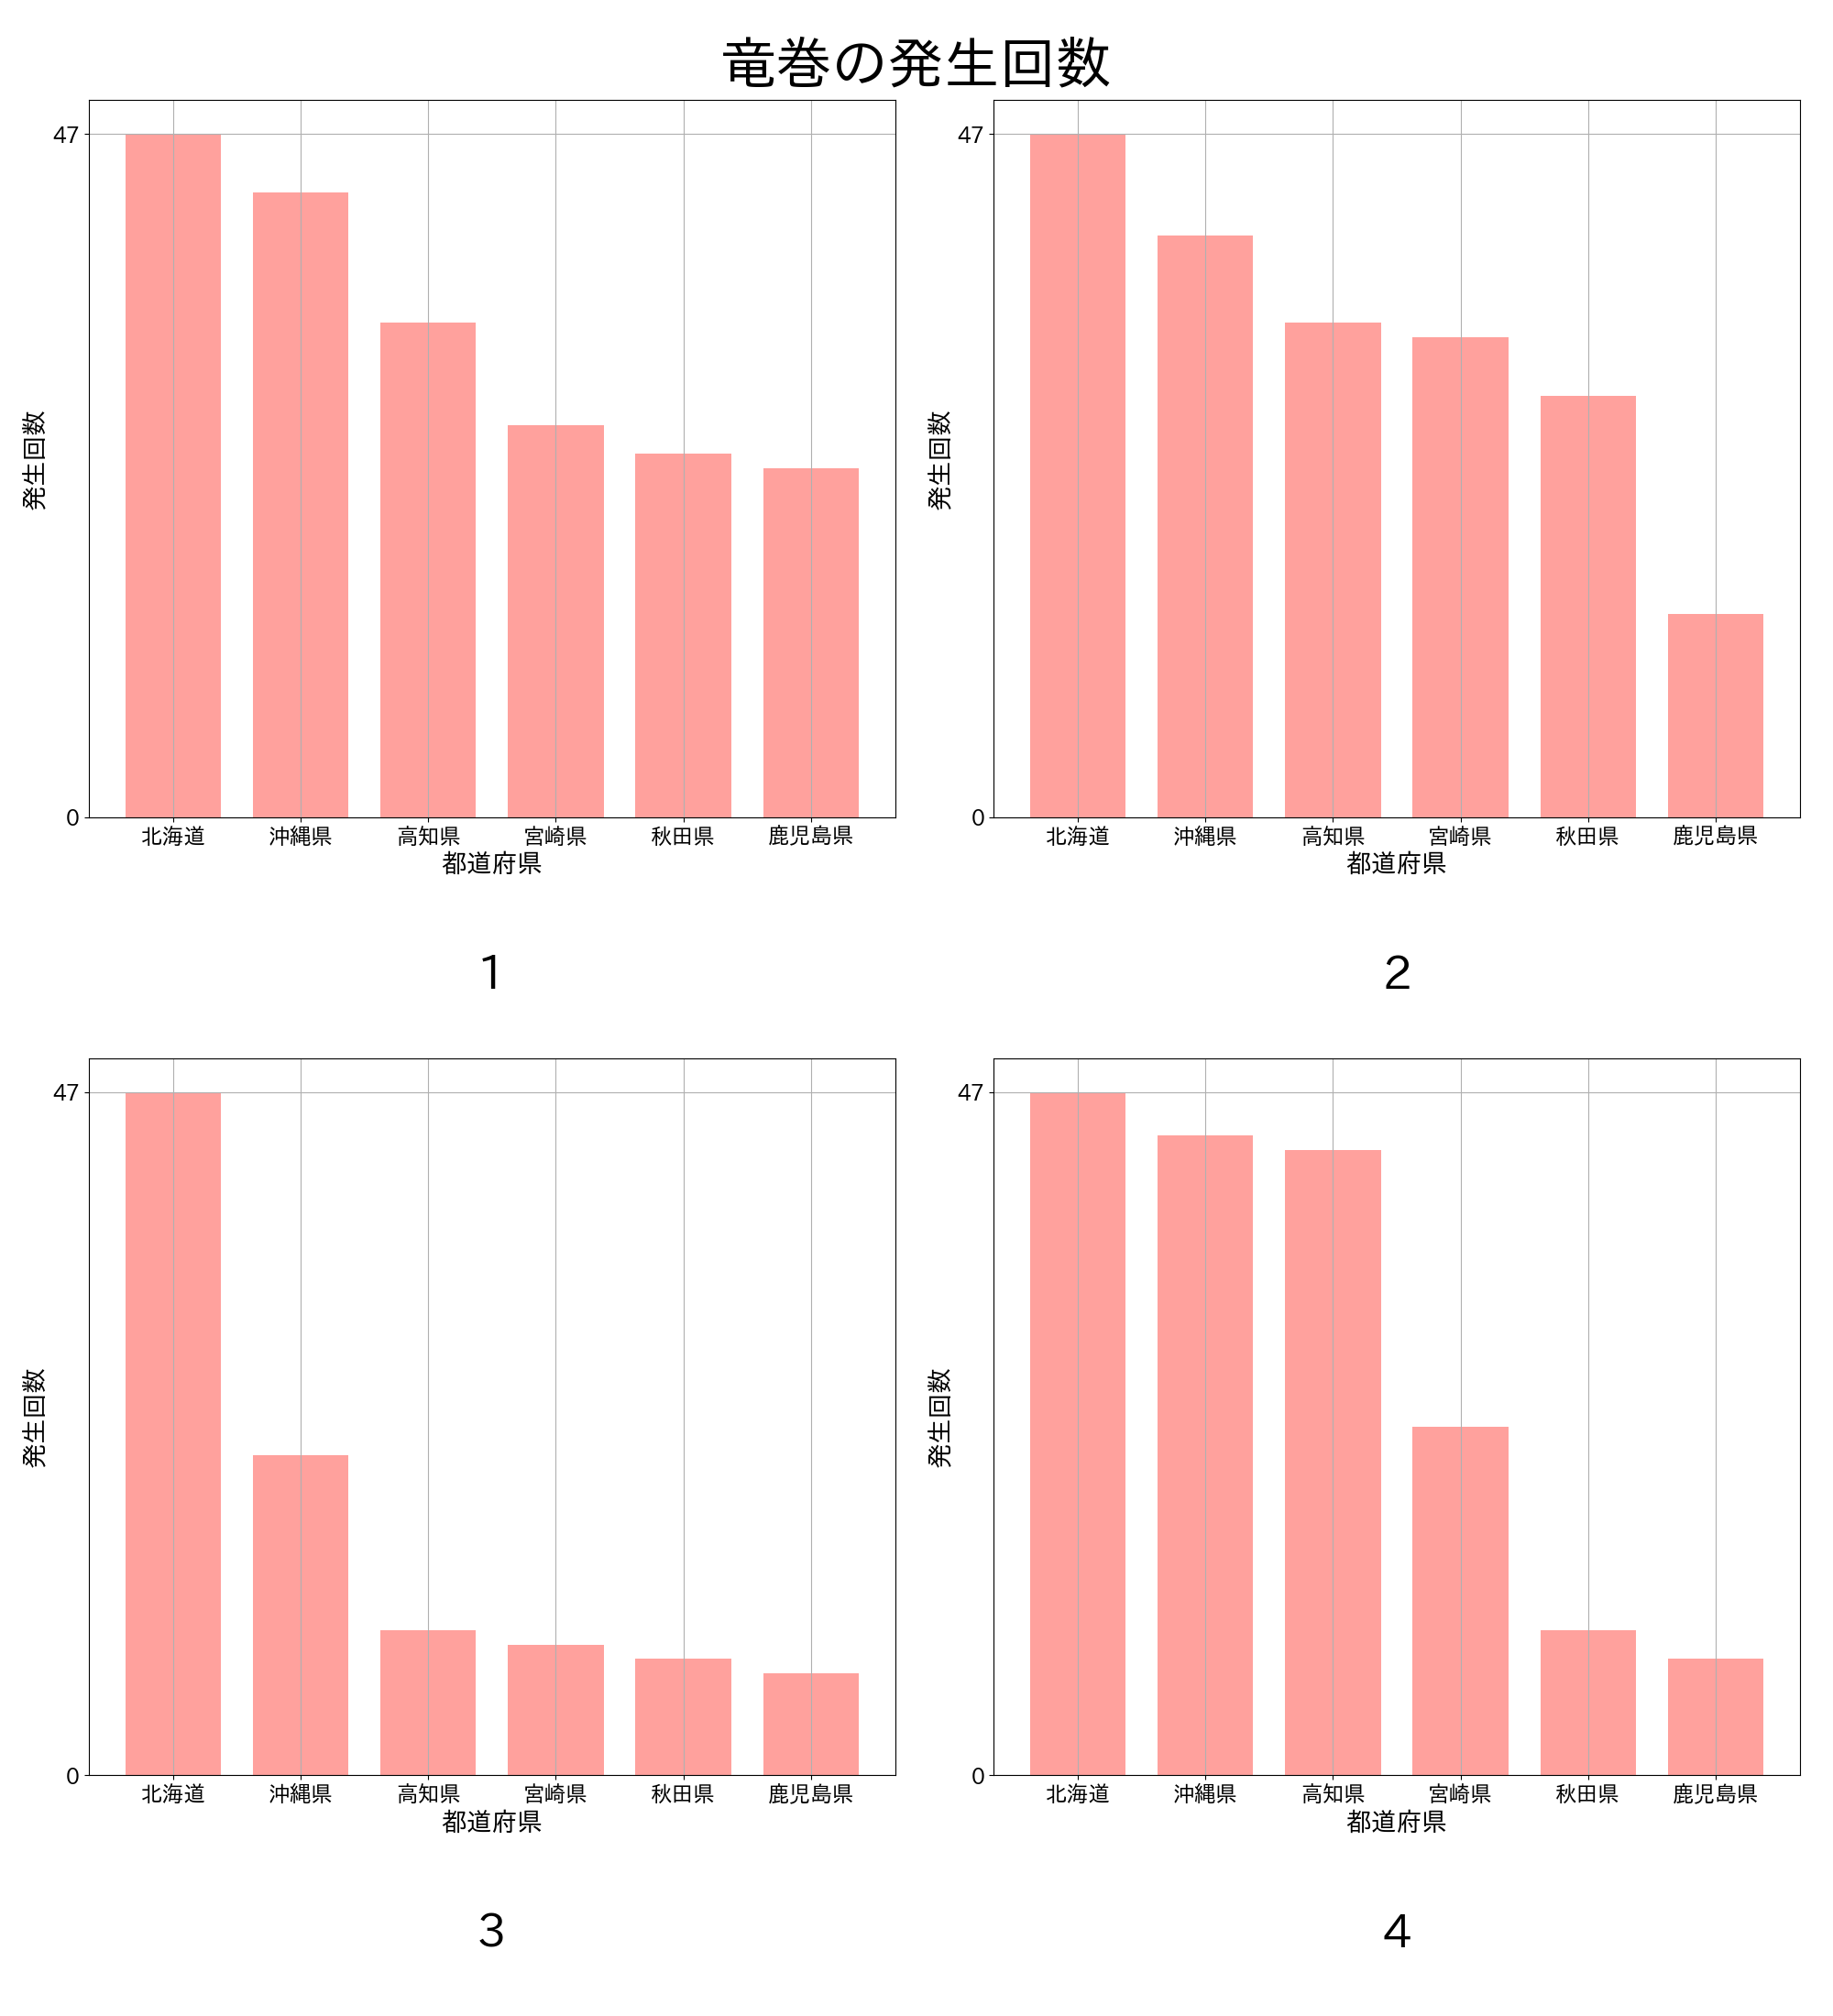 竜巻の発生回数
47
0
発生回数
北海道 沖縄県 高知県 宮崎県 秋田県 鹿児島県
都道府県
1
47
0
発生回数
北海道 沖縄県 高知県 宮崎県 秋田県 鹿児島県
都道府県
2
47
0
発生回数
北海道 沖縄県 高知県 宮崎県 秋田県 鹿児島県
都道府県
3
47
0
発生回数
北海道 沖縄県 高知県 宮崎県 秋田県 鹿児島県
都道府県
4